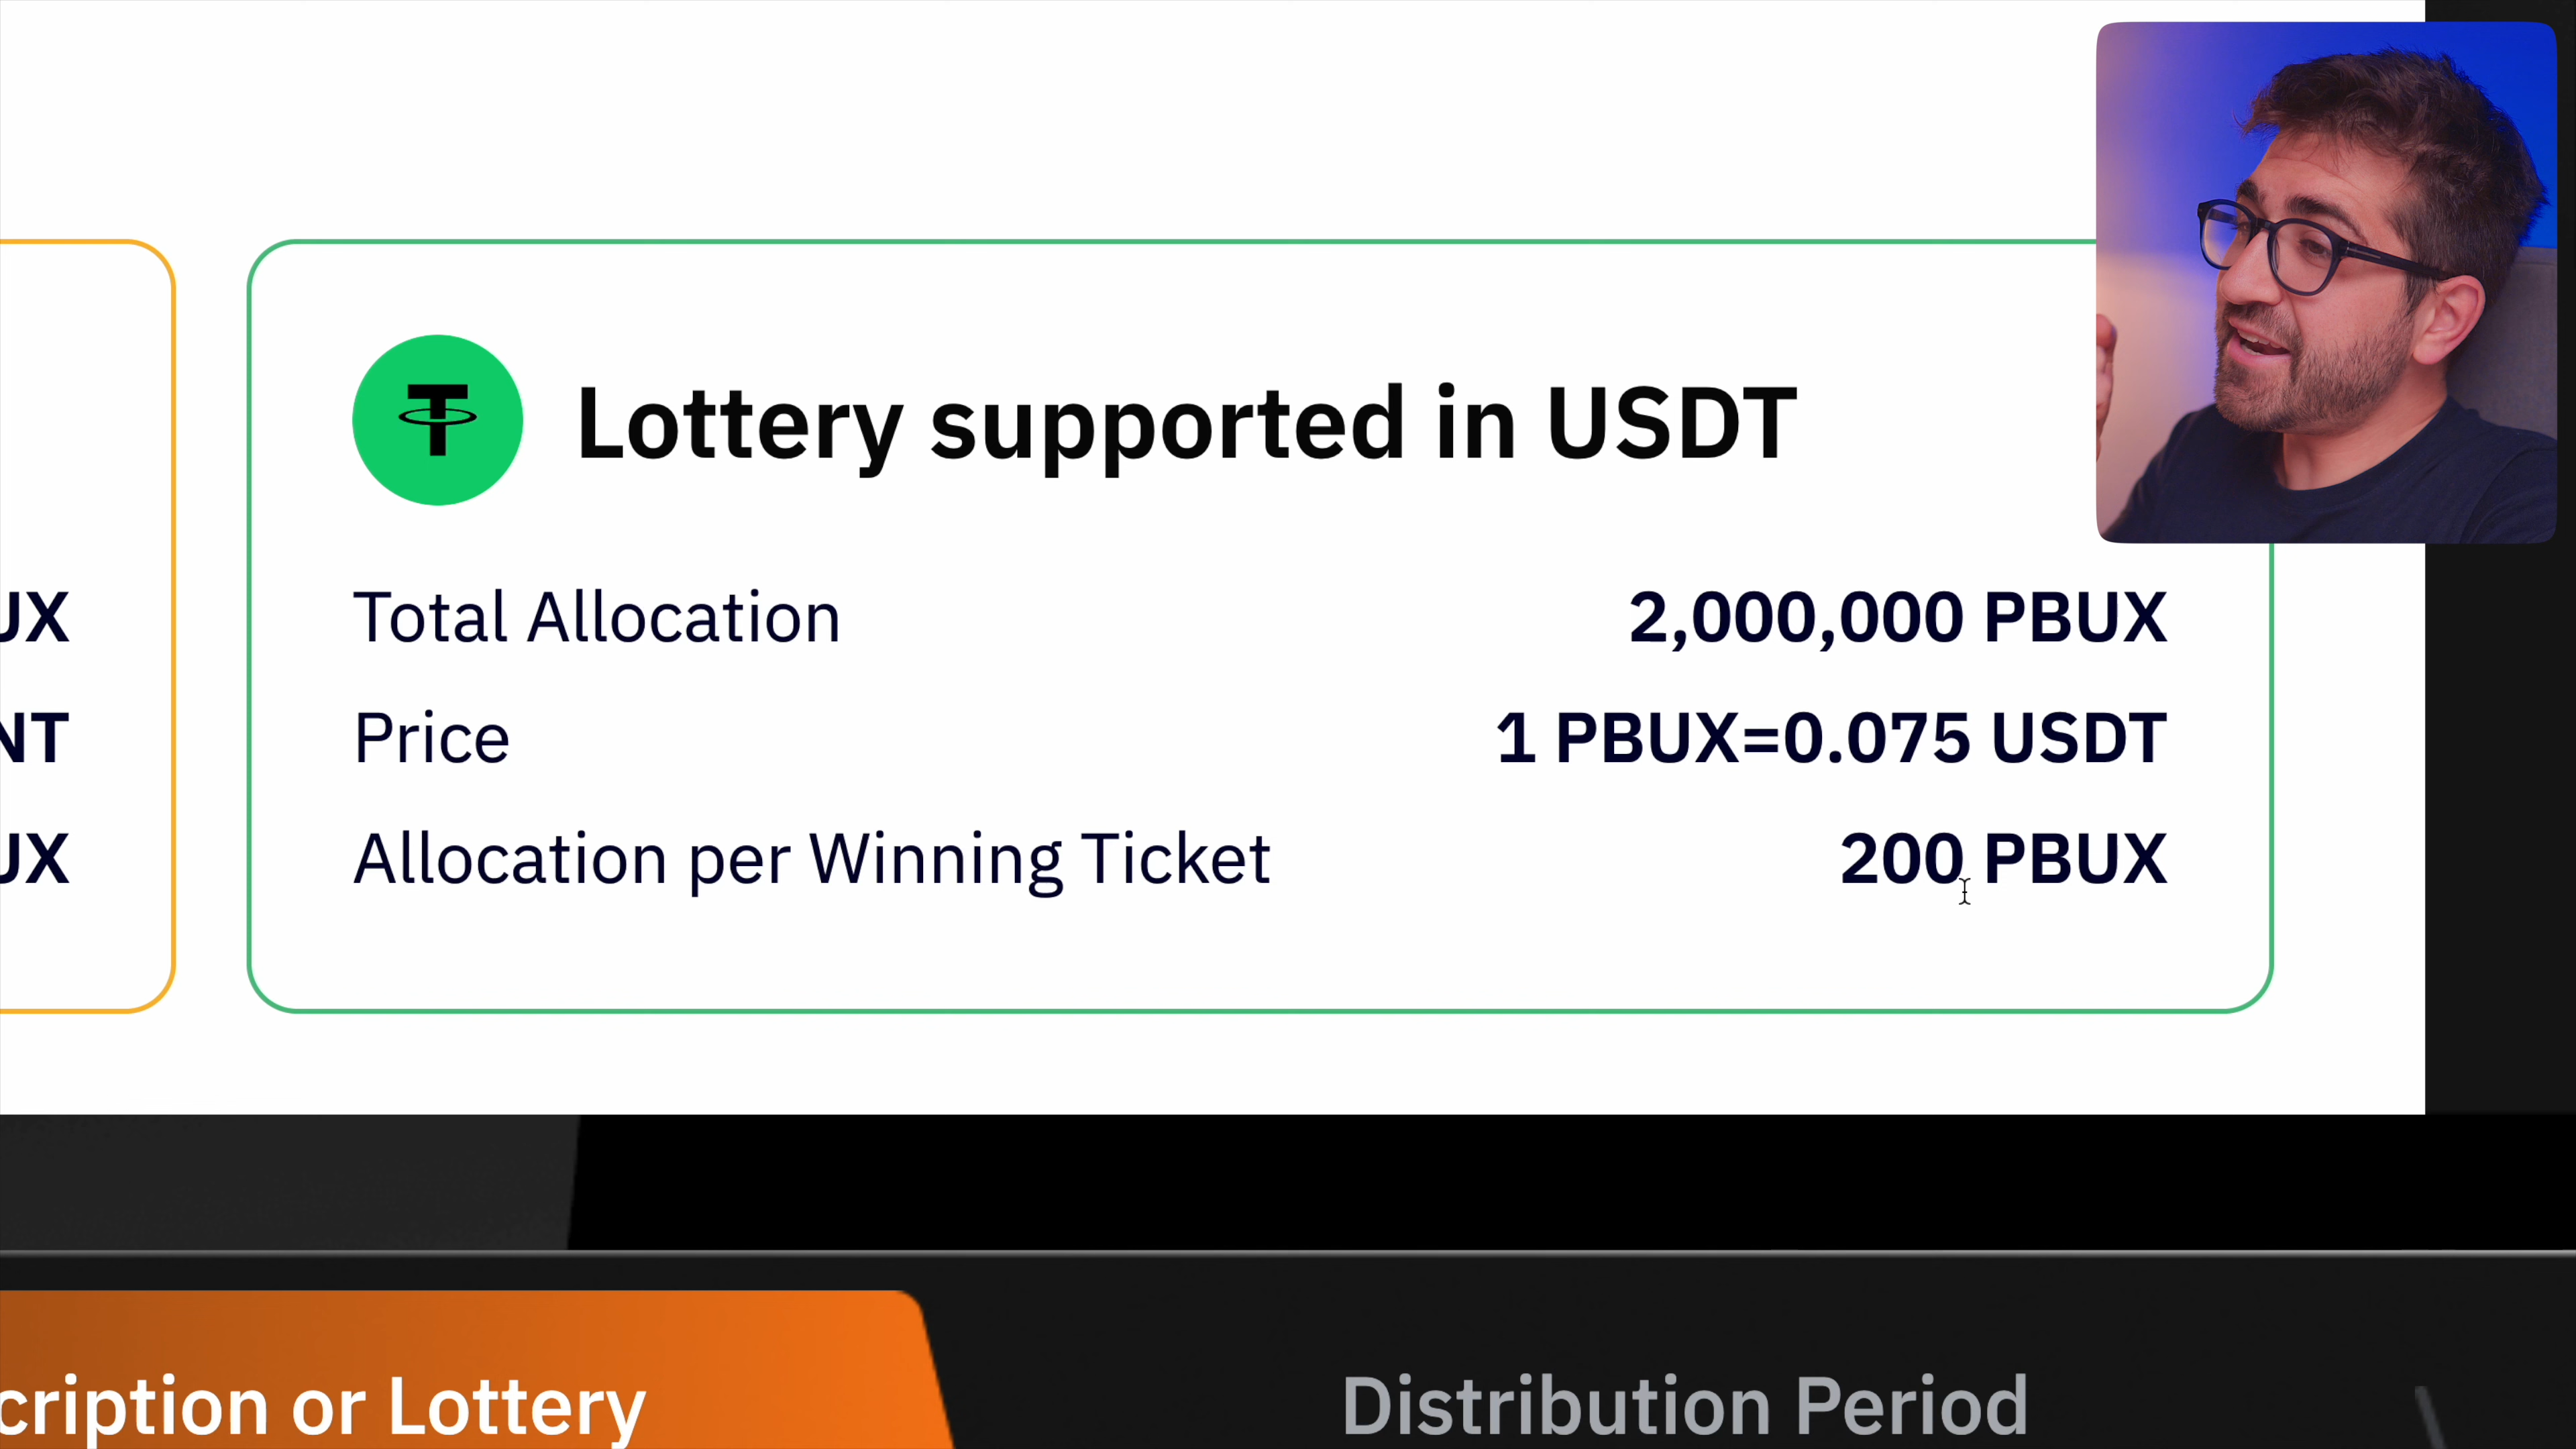 Lottery supported in USDT
UX
Total Allocation
2,000,000 PBUX
NT
Price
1 PBUX=0.075 USDT
UX
Allocation per Winning Ticket
200 PBUX
cription or Lottery
Distribution Period